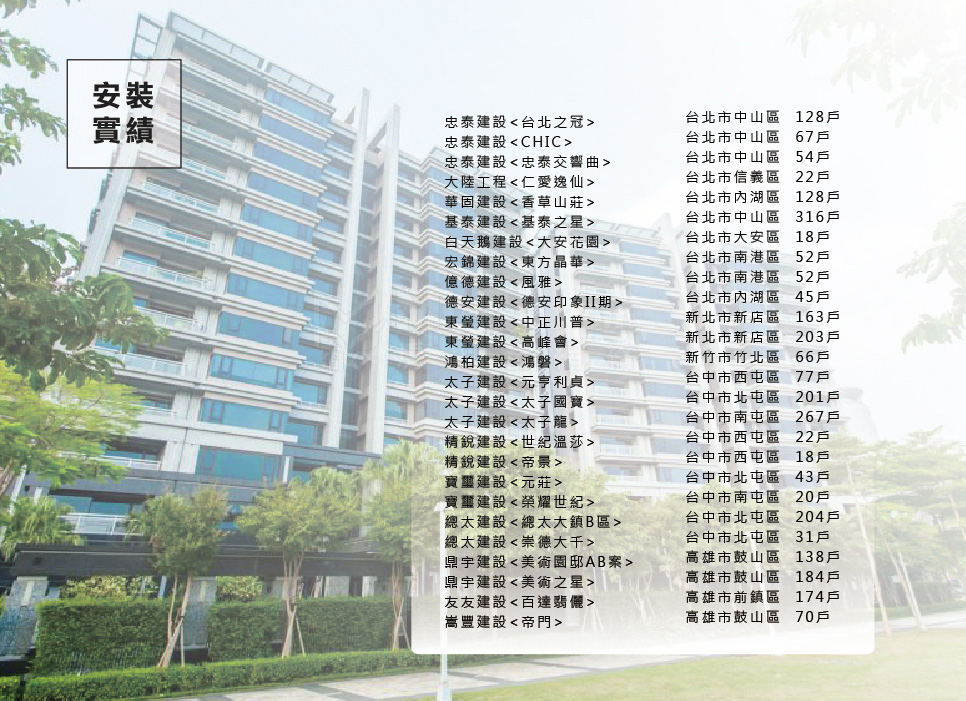 安裝
實績
忠泰建設<台北之冠> 台北市中山區 128戶
忠泰建設<CHIC> 台北市中山區 67戶
忠泰建設<忠泰交響曲> 台北市中山區 54戶
大陸工程<仁愛逸仙> 台北市信義區 22戶
華固建設<香草山莊> 台北市內湖區 128戶
基泰建設<基泰之星> 台北市中山區 316戶
白天鵝建設<大安花園> 台北市大安區 18戶
宏錦建設<東方晶華> 台北市南港區 52戶
億德建設<風雅> 台北市南港區 52戶
德安建設<德安印象II期> 台北市內湖區 45戶
東瑩建設<中正川普> 新北市新店區 163戶
東瑩建設<高峰會> 新北市新店區 203戶
鴻柏建設<鴻磐> 新竹市竹北區 66戶
太子建設<元亨利貞> 台中市西屯區 77戶
太子建設<太子國寶> 台中市北屯區 201戶
太子建設<太子龍> 台中市南屯區 267戶
精銳建設<世紀溫莎> 台中市西屯區 22戶
精銳建設<帝景> 台中市西屯區 18戶
寶璽建設<元莊> 台中市北屯區 43戶
寶璽建設<榮耀世紀> 台中市南屯區 20戶
總太建設<總太大鎮B區> 台中市北屯區 204戶
總太建設<崇德大千> 台中市北屯區 31戶
鼎宇建設<美術園邸AB案> 高雄市鼓山區 138戶
鼎宇建設<美術之星> 高雄市鼓山區 184戶
友友建設<百達翡儷> 高雄市前鎮區 174戶
嵩豐建設<帝門> 高雄市鼓山區 70戶